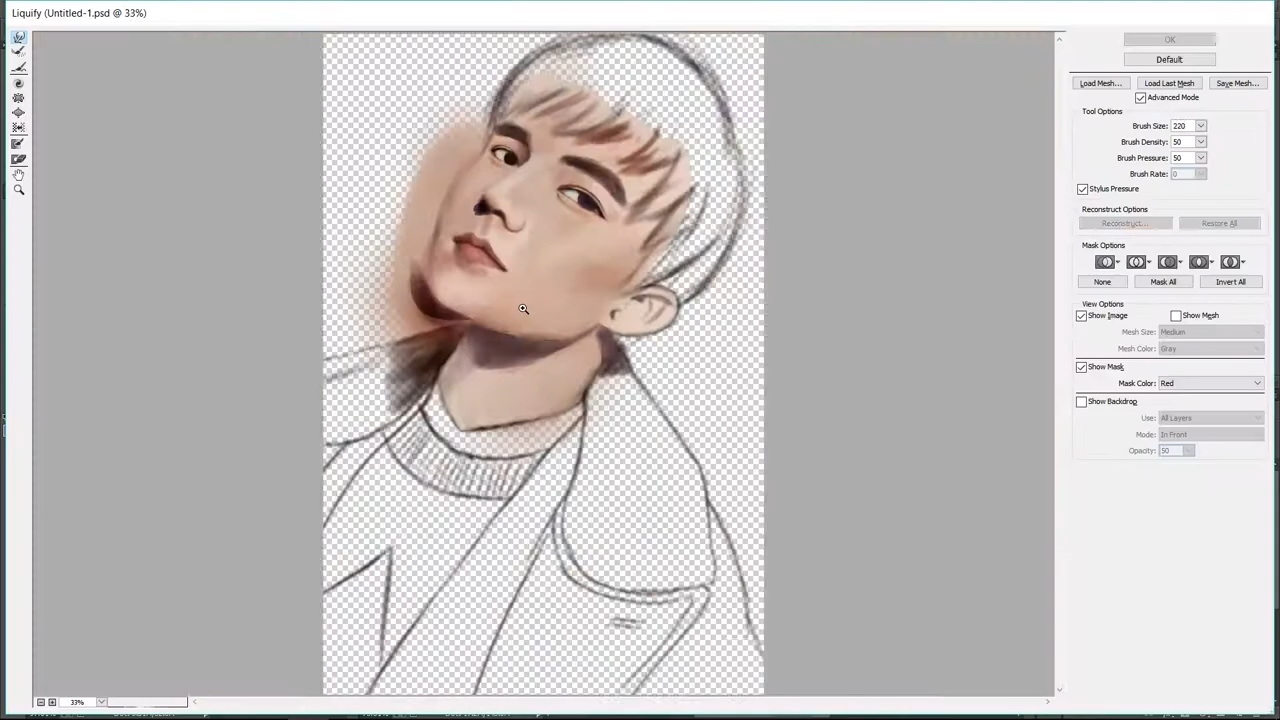 Liquify (Untitled-1.psd @ 33%)
OK
Default
Load Mesh... Load Last Mesh Save Mesh...
Advanced Mode
Tool Options
Brush Size: 220
Brush Density: 50
Brush Pressure: 50
Brush Rate: 0
Stylus Pressure
Reconstruct Options
Reconstruct... Restore All
Mask Options
None Mask All Invert All
View Options
Show Image Show Mesh
Mesh Size: Medium
Mesh Color: Gray
Show Mask
Mask Color: Red
Show Backdrop
Use: All Layers
Mode: In Front
Opacity: 50
33%